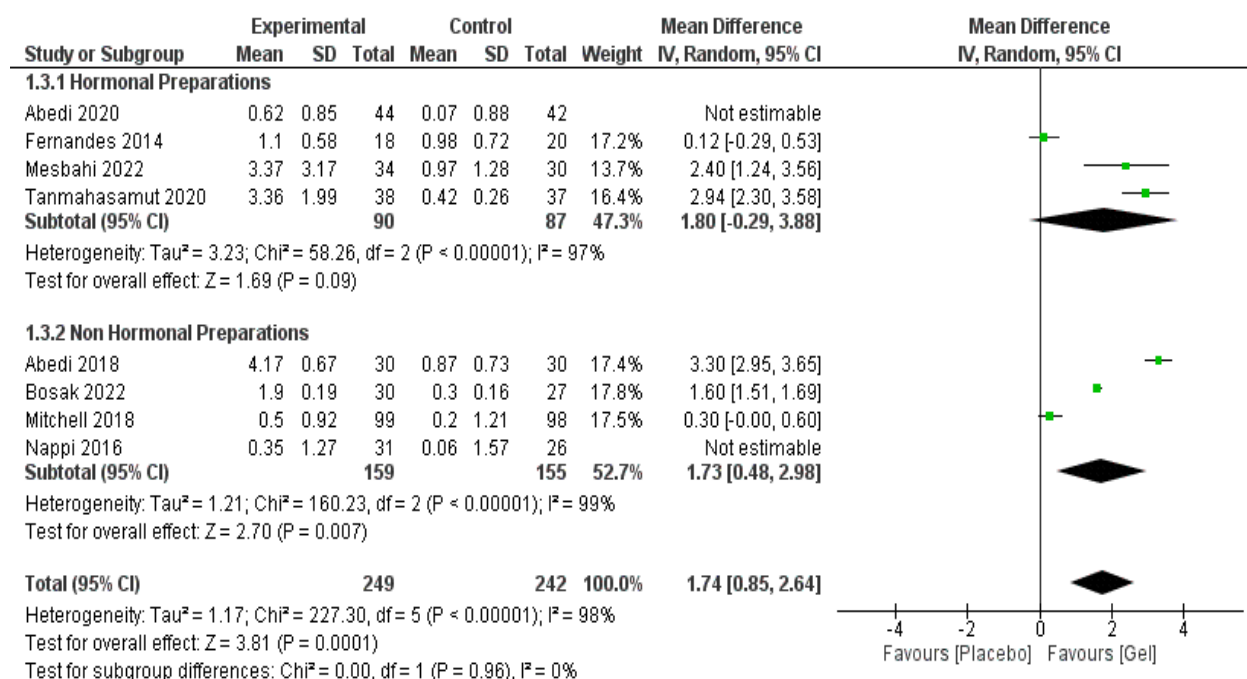 Experimental Control Mean Difference Mean Difference
Study or Subgroup Mean SD Total Mean SD Total Weight IV, Random, 95% CI IV, Random, 95% CI
1.3.1 Hormonal Preparations
Abedi 2020 0.62 0.85 44 0.07 0.88 42 Not estimable
Fernandes 2014 1.1 0.58 18 0.98 0.72 20 17.2% 0.12 [-0.29, 0.53]
Mesbahi 2022 3.37 3.17 34 0.97 1.28 30 13.7% 2.40 [1.24, 3.56]
Tanmahasamut 2020 3.36 1.99 38 0.42 0.26 37 16.4% 2.94 [2.30, 3.58]
Subtotal (95% CI) 90 87 47.3% 1.80 [-0.29, 3.88]
Heterogeneity: Tau² = 3.23; Chi² = 58.26, df = 2 (P < 0.00001); I² = 97%
Test for overall effect: Z = 1.69 (P = 0.09)
1.3.2 Non Hormonal Preparations
Abedi 2018 4.17 0.67 30 0.87 0.73 30 17.4% 3.30 [2.95, 3.65]
Bosak 2022 1.9 0.19 30 0.3 0.16 27 17.8% 1.60 [1.51, 1.69]
Mitchell 2018 0.5 0.92 99 0.2 1.21 98 17.5% 0.30 [-0.00, 0.60]
Nappi 2016 0.35 1.27 31 0.06 1.57 26 Not estimable
Subtotal (95% CI) 159 155 52.7% 1.73 [0.48, 2.98]
Heterogeneity: Tau² = 1.21; Chi² = 160.23, df = 2 (P < 0.00001); I² = 99%
Test for overall effect: Z = 2.70 (P = 0.007)
Total (95% CI) 249 242 100.0% 1.74 [0.85, 2.64]
Heterogeneity: Tau² = 1.17; Chi² = 227.30, df = 5 (P < 0.00001); I² = 98%
Test for overall effect: Z = 3.81 (P = 0.0001)
Test for subgroup differences: Chi² = 0.00, df = 1 (P = 0.96), I² = 0%
-4 -2 0 2 4
Favours [Placebo] Favours [Gel]